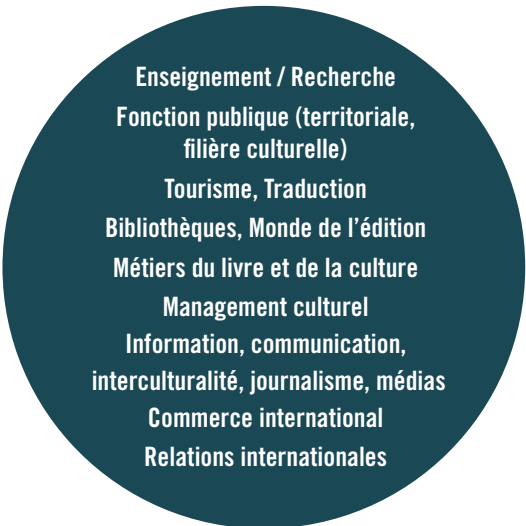 Enseignement / Recherche
Fonction publique (territoriale,
filière culturelle)
Tourisme, Traduction
Bibliothèques, Monde de l’édition
Métiers du livre et de la culture
Management culturel
Information, communication,
interculturalité, journalisme, médias
Commerce international
Relations internationales